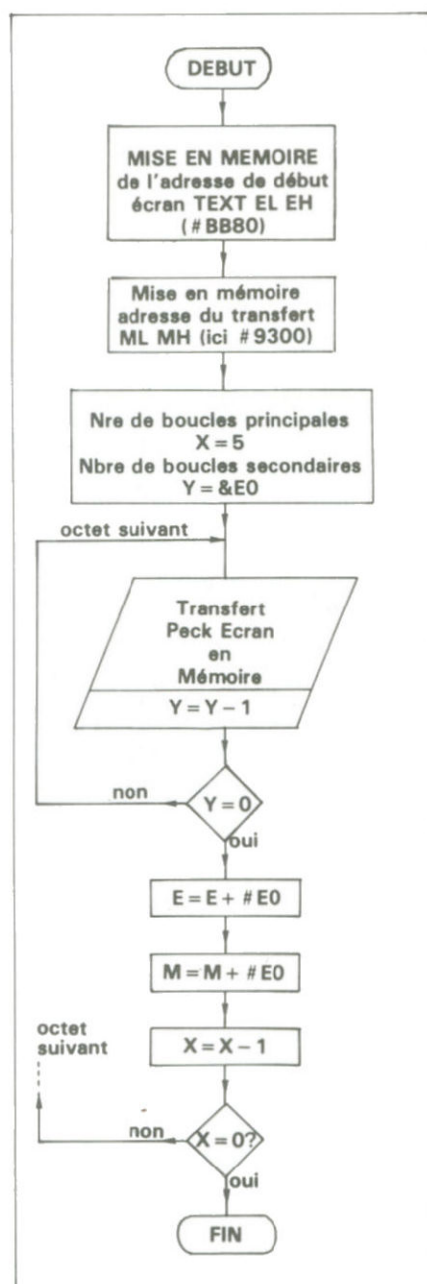 DEBUT
MISE EN MEMOIRE
de l'adresse de début
écran TEXT EL EH
(#BB80)
Mise en mémoire
adresse du transfert
ML MH (ici #9300)
Nre de boucles principales
X = 5
Nbre de boucles secondaires
Y = &E0
octet suivant
Transfert
Peck Ecran
en
Mémoire
Y = Y - 1
non
Y = 0
oui
E = E + #E0
M = M + #E0
octet
suivant
X = X - 1
non
X = 0?
oui
FIN